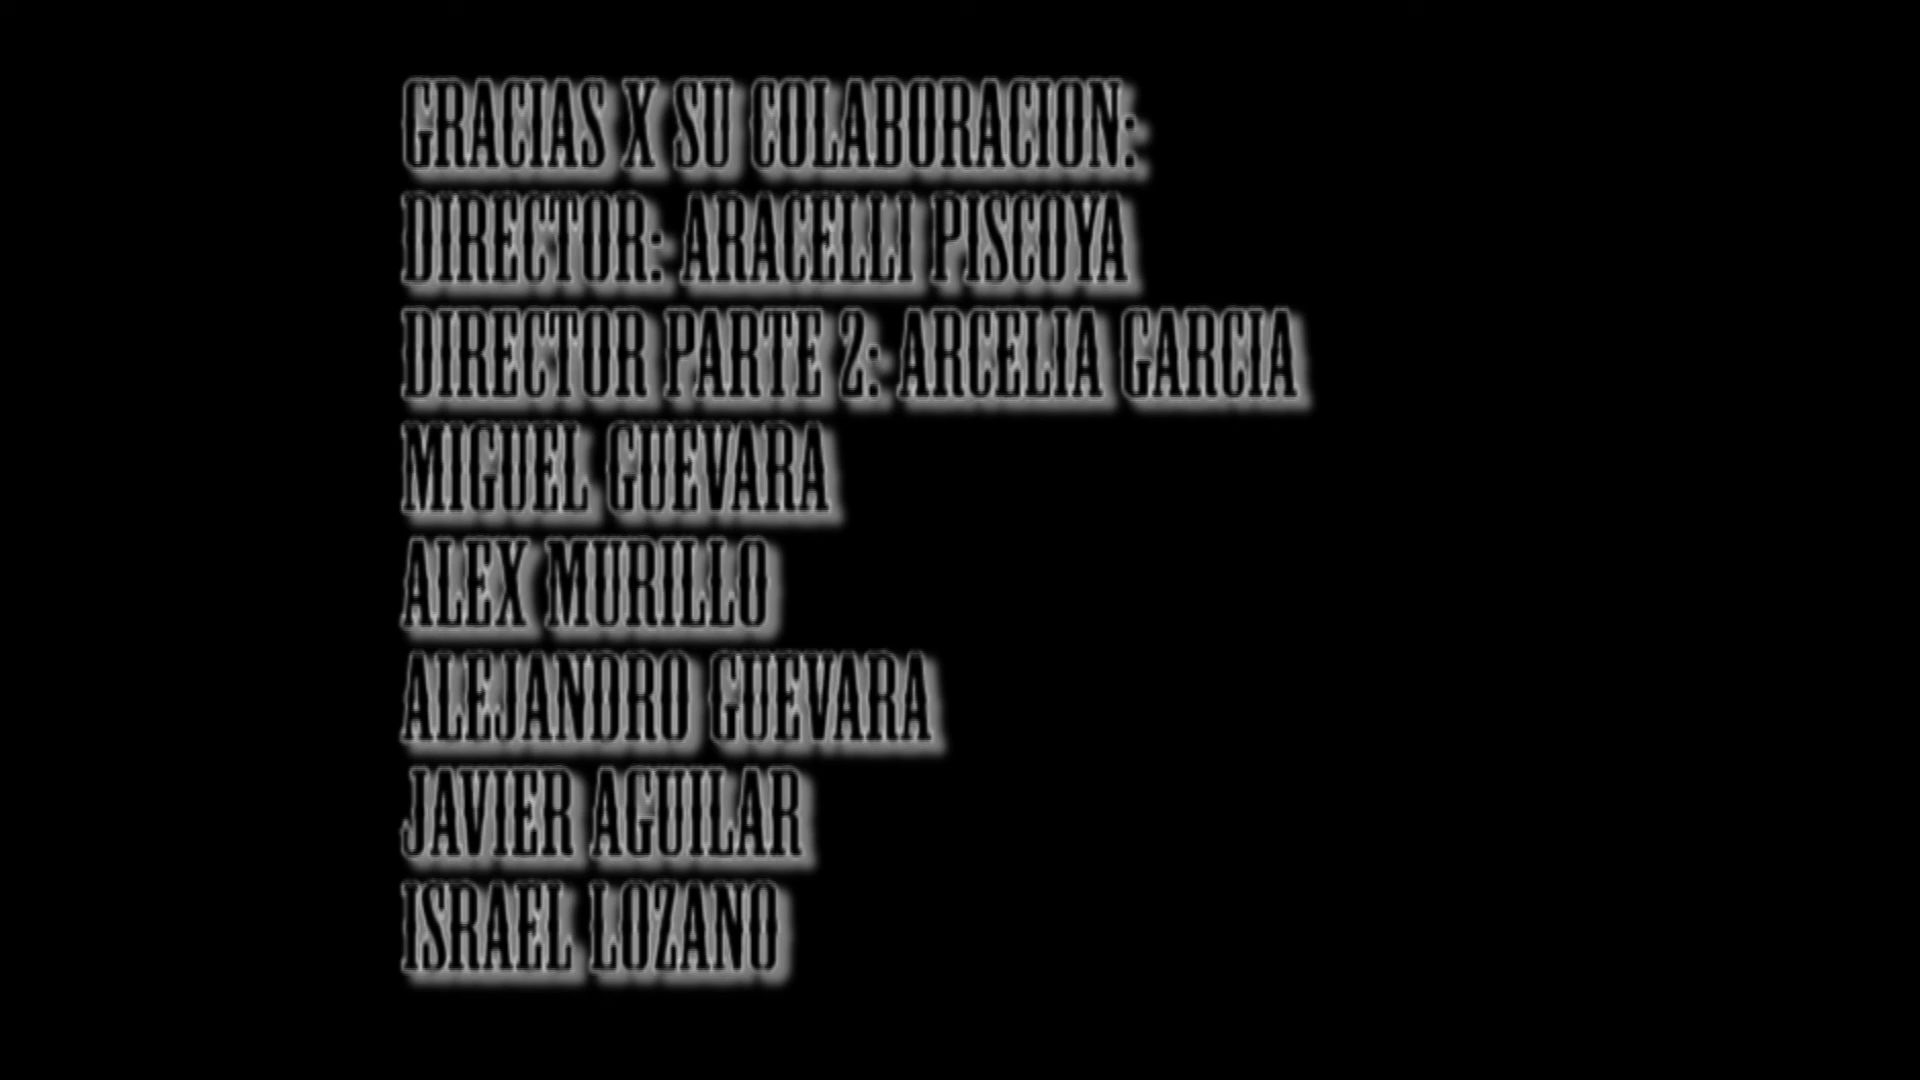 GRACIAS X SU COLABORACION:
DIRECTOR: ARACELLI PISCOYA
DIRECTOR PARTE 2: ARCELIA GARCIA
MIGUEL GUEVARA
ALEX MURILLO
ALEJANDRO GUEVARA
JAVIER AGUILAR
ISRAEL LOZANO